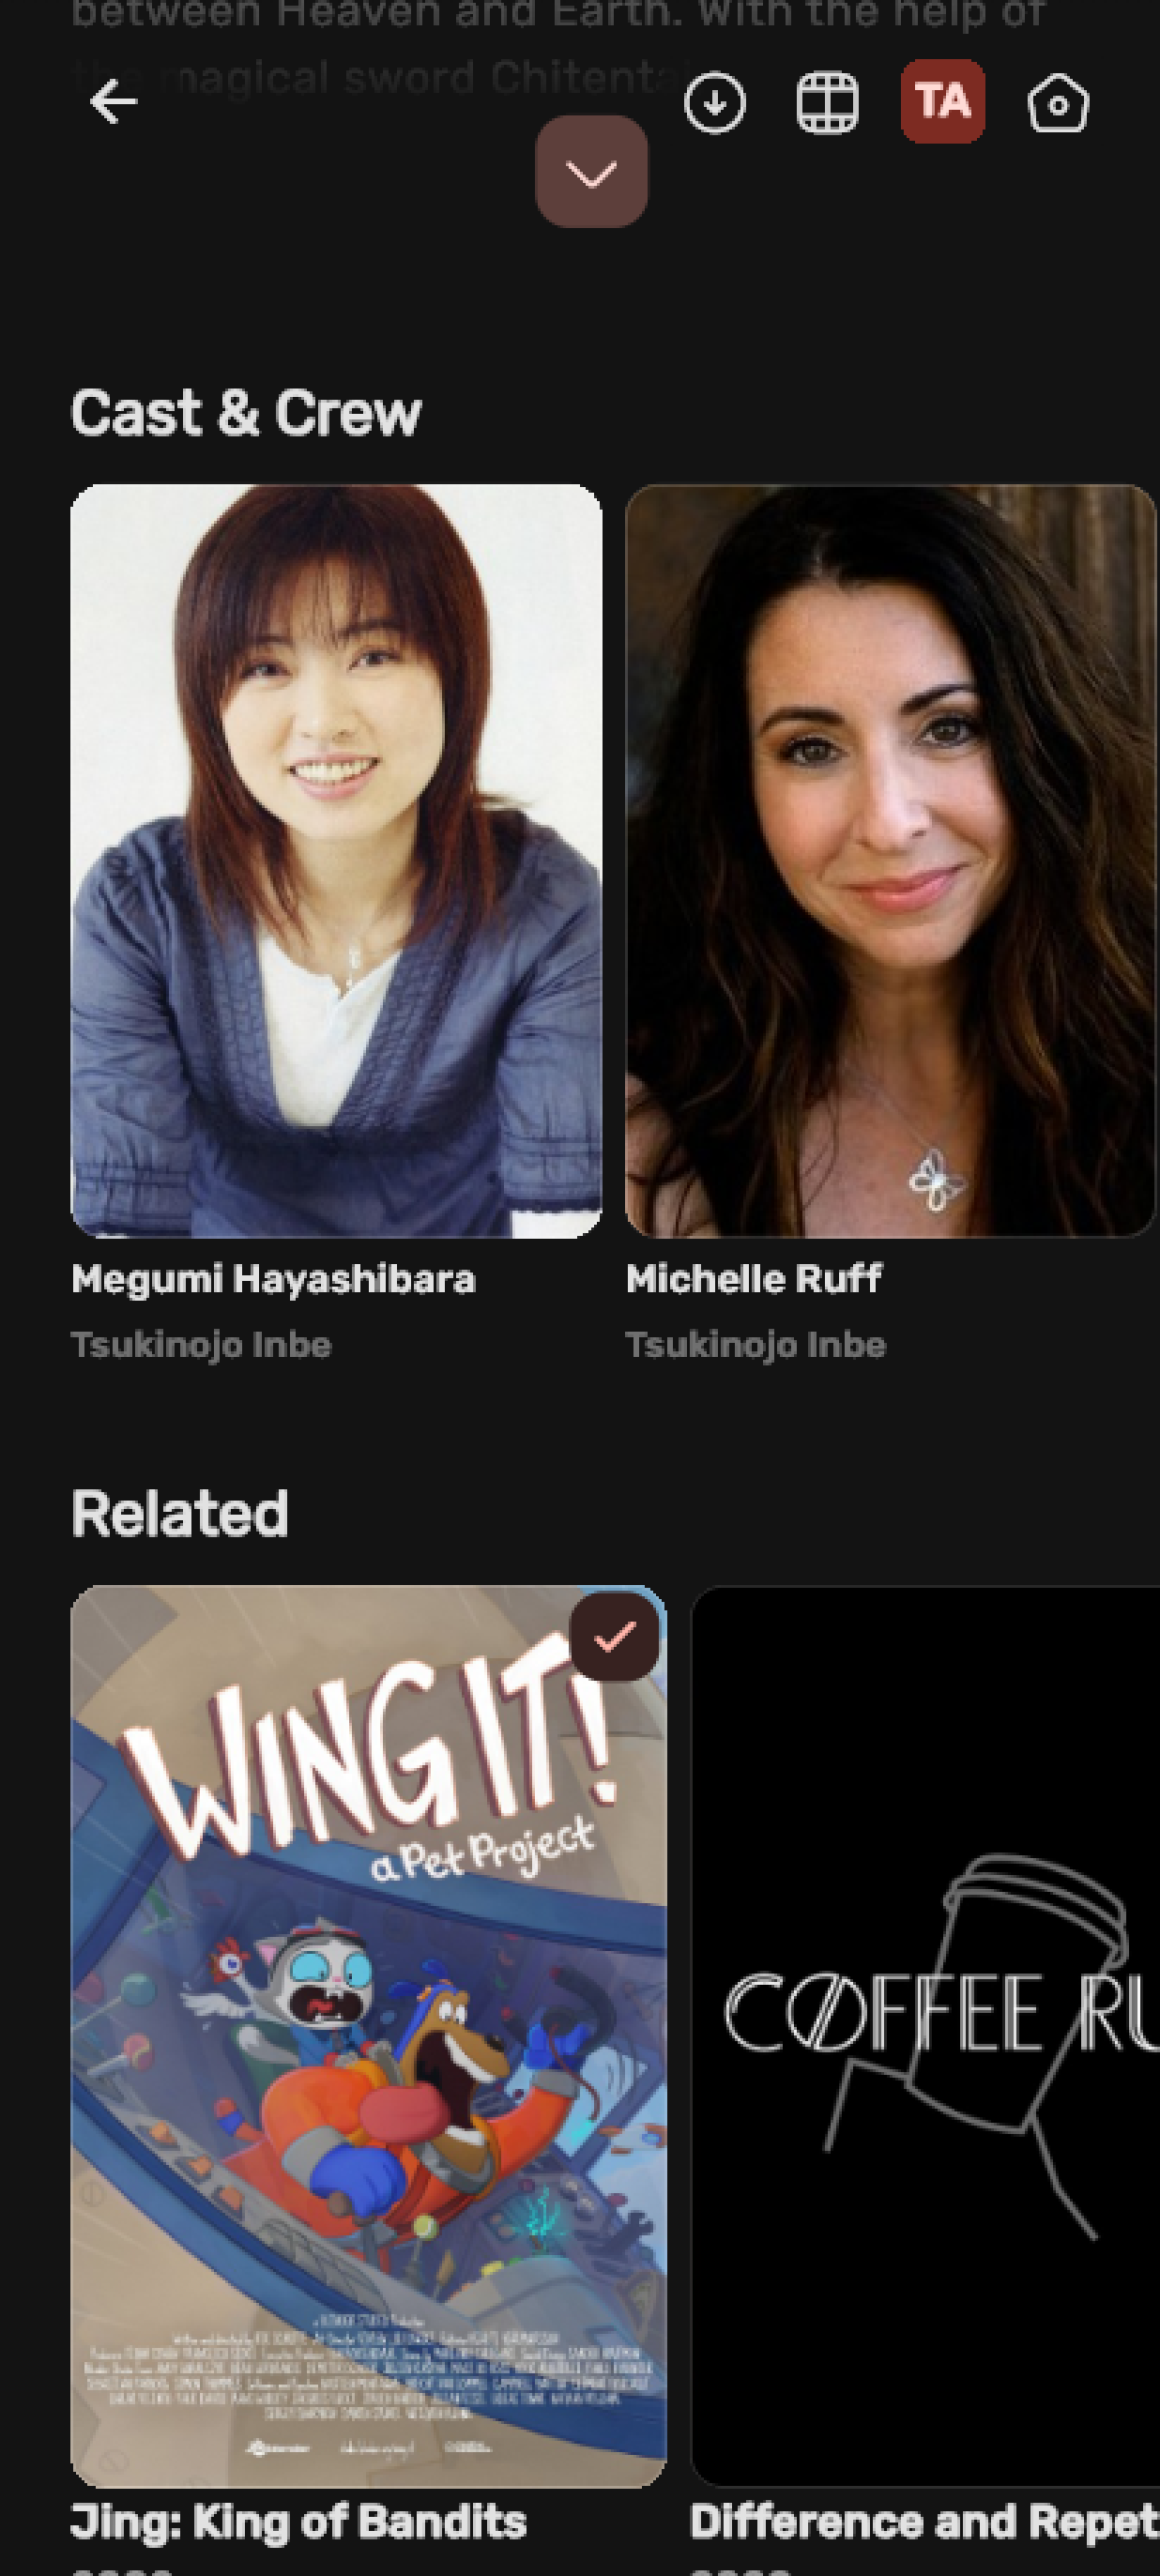 between Heaven and Earth. With the help of
the magical sword Chitenta
TA
Cast & Crew
Megumi Hayashibara
Michelle Ruff
Tsukinojo Inbe
Tsukinojo Inbe
Related
WING IT!
a Pet Project
COFFEE RU
Jing: King of Bandits
Difference and Repet